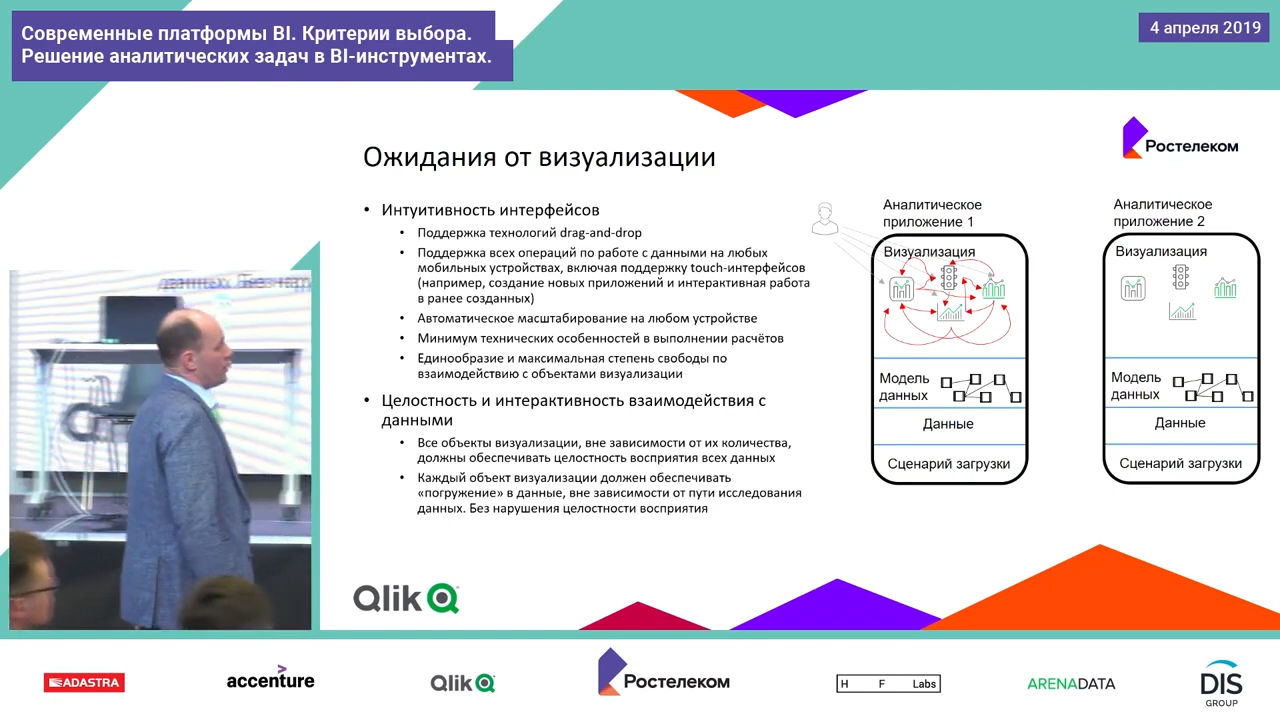 Современные платформы BI. Критерии выбора.
Решение аналитических задач в BI-инструментах.
4 апреля 2019
Ростелеком
Ожидания от визуализации
• Интуитивность интерфейсов
• Поддержка технологий drag-and-drop
• Поддержка всех операций по работе с данными на любых
мобильных устройствах, включая поддержку touch-интерфейсов
(например, создание новых приложений и интерактивная работа
в ранее созданных)
• Автоматическое масштабирование на любом устройстве
• Минимум технических особенностей в выполнении расчётов
• Единообразие и максимальная степень свободы по
взаимодействию с объектами визуализации
• Целостность и интерактивность взаимодействия с
данными
• Все объекты визуализации, вне зависимости от их количества,
должны обеспечивать целостность восприятия всех данных
• Каждый объект визуализации должен обеспечивать
«погружение» в данные, вне зависимости от пути исследования
данных. Без нарушения целостности восприятия
Аналитическое
приложение 1
Визуализация
Модель
данных
Данные
Сценарий загрузки
Аналитическое
приложение 2
Визуализация
Модель
данных
Данные
Сценарий загрузки
Qlik
ADASTRA
accenture
Qlik
Ростелеком
H F Labs
ARENADATA
DIS
GROUP